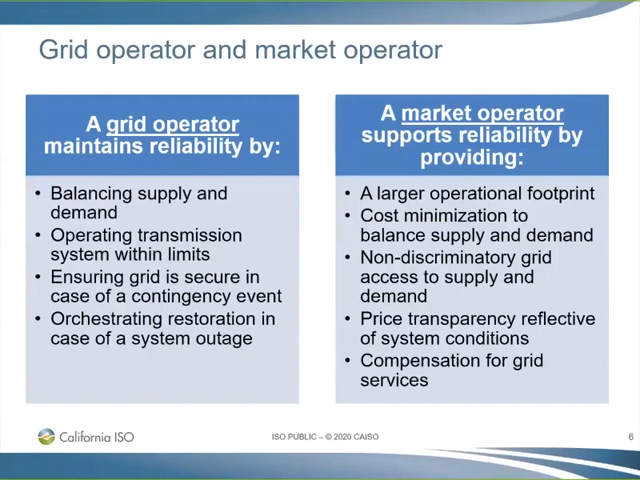 Grid operator and market operator
A grid operator
maintains reliability by:
• Balancing supply and
demand
• Operating transmission
system within limits
• Ensuring grid is secure in
case of a contingency event
• Orchestrating restoration in
case of a system outage
A market operator
supports reliability by
providing:
• A larger operational footprint
• Cost minimization to
balance supply and demand
• Non-discriminatory grid
access to supply and
demand
• Price transparency reflective
of system conditions
• Compensation for grid
services
California ISO
ISO PUBLIC – © 2020 CAISO
6